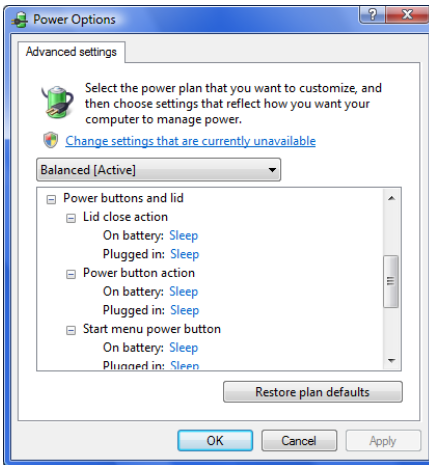 Power Options
Advanced settings
Select the power plan that you want to customize, and
then choose settings that reflect how you want your
computer to manage power.
Change settings that are currently unavailable
Balanced [Active]
Power buttons and lid
Lid close action
On battery: Sleep
Plugged in: Sleep
Power button action
On battery: Sleep
Plugged in: Sleep
Start menu power button
On battery: Sleep
Plugged in: Sleep
Restore plan defaults
OK
Cancel
Apply